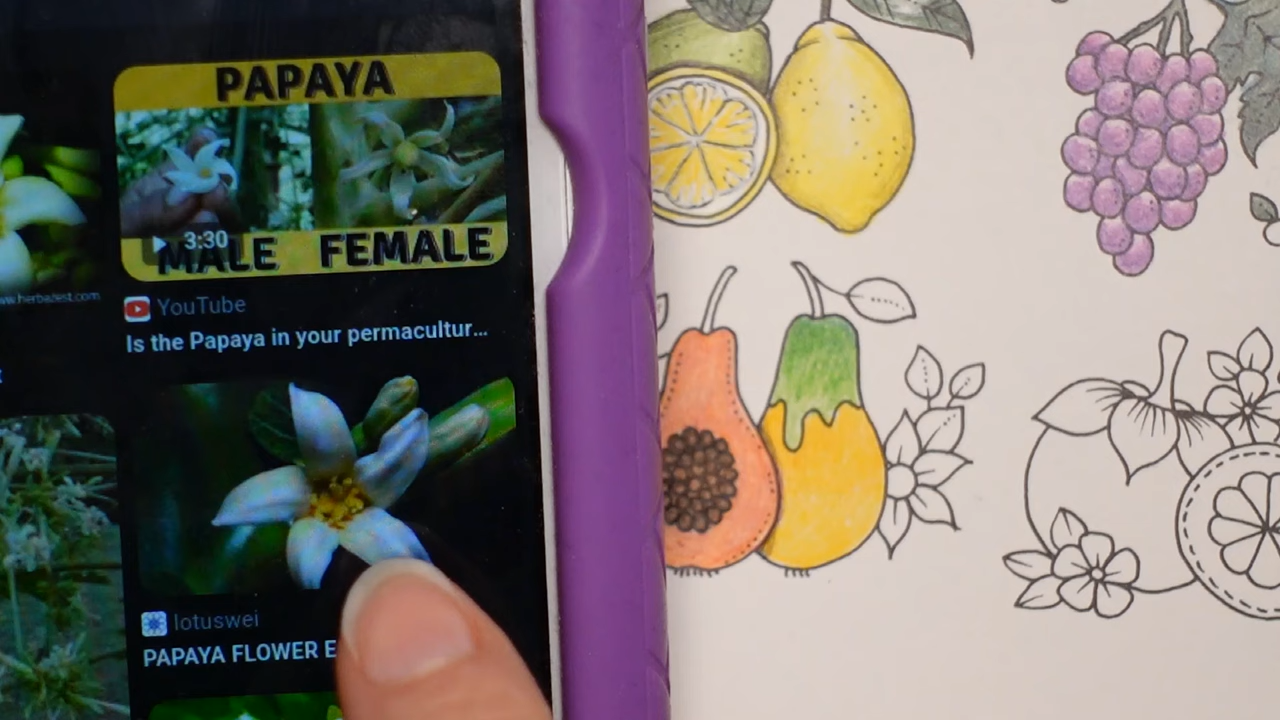 PAPAYA
3:30
MALE FEMALE
www.herbazest.com
YouTube
Is the Papaya in your permacultur...
lotuswei
PAPAYA FLOWER E